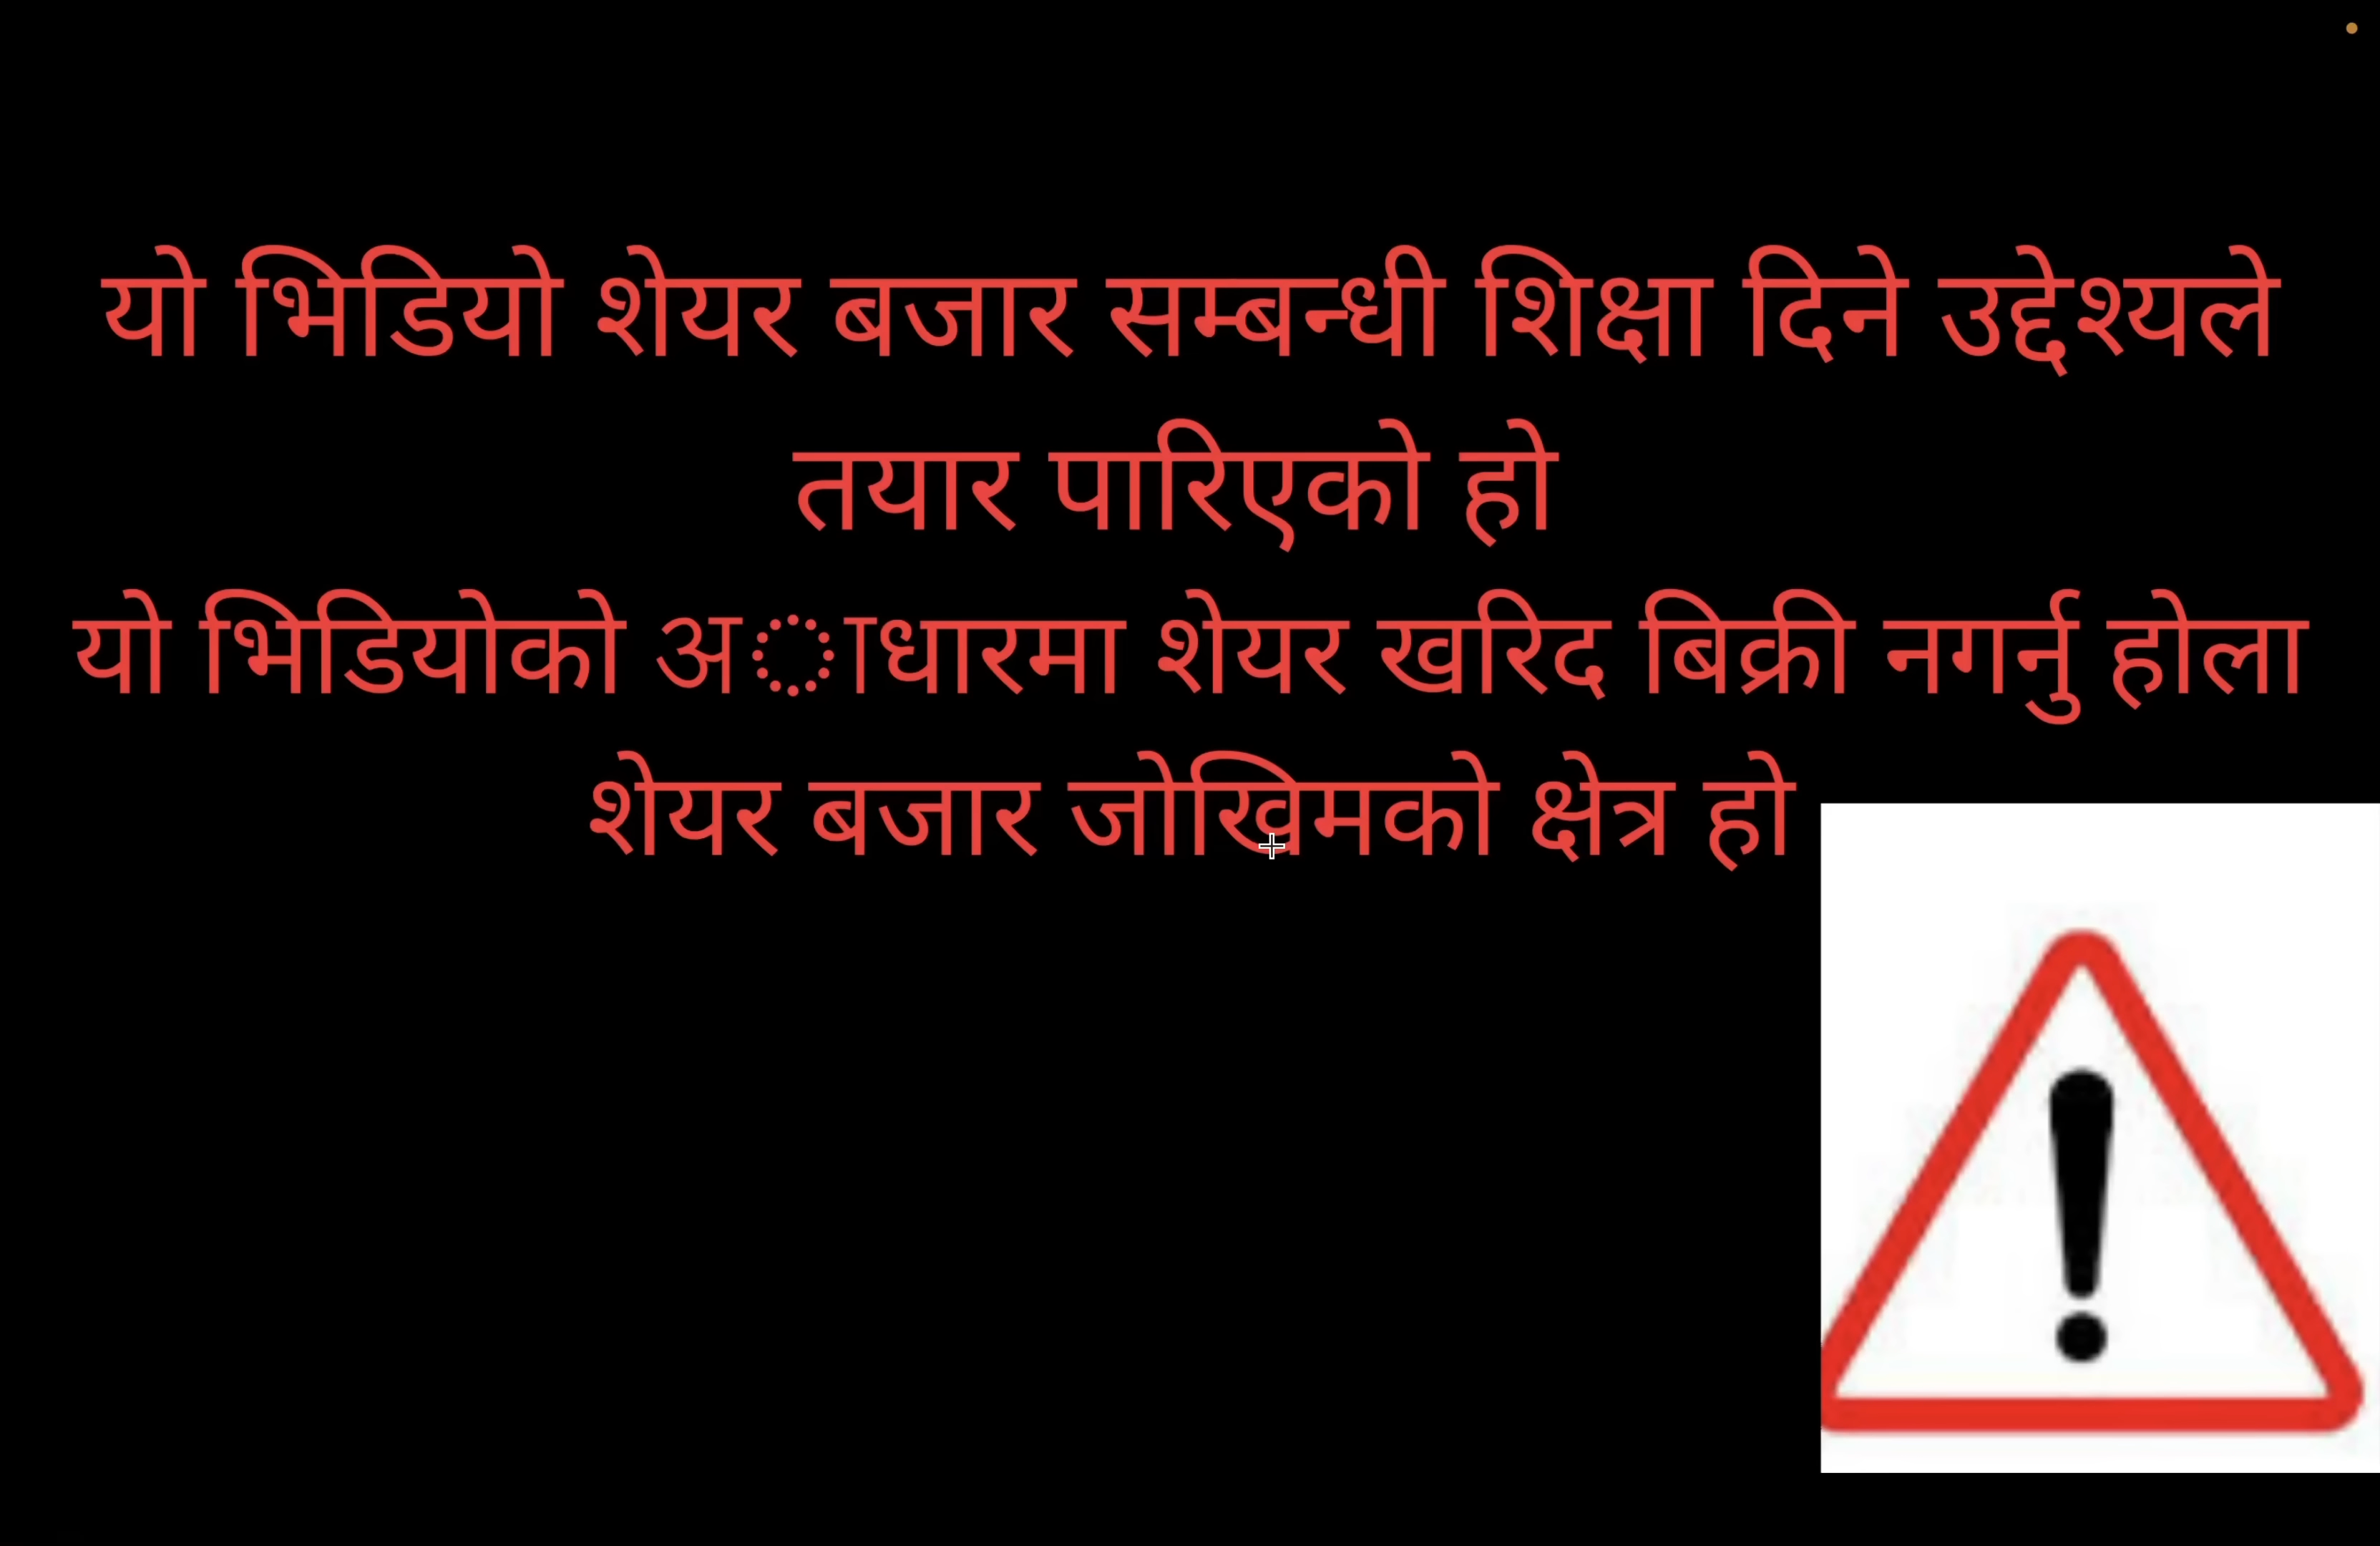 यो भिडियो शेयर बजार सम्बन्धी शिक्षा दिने उद्देश्यले
तयार पारिएको हो
यो भिडियोको अाधारमा शेयर खरिद बिक्री नगर्नु होला
शेयर बजार जोखिमको क्षेत्र हो